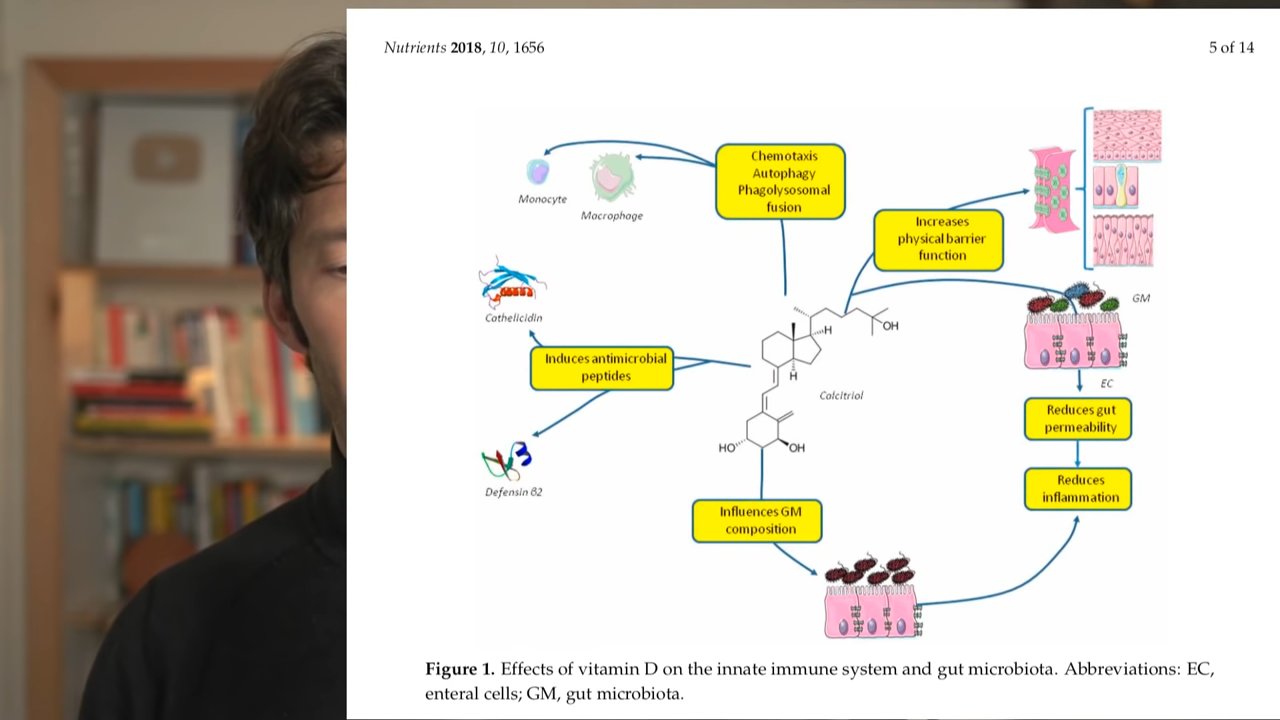 Nutrients 2018, 10, 1656
5 of 14
Chemotaxis
Autophagy
Phagolysosomal
fusion
Monocyte
Macrophage
Increases
physical barrier
function
GM
Cathelicidin
OH
H
Induces antimicrobial
peptides
H
Calcitriol
EC
Reduces gut
permeability
HO
OH
Defensin ß2
Reduces
inflammation
Influences GM
composition
Figure 1. Effects of vitamin D on the innate immune system and gut microbiota. Abbreviations: EC,
enteral cells; GM, gut microbiota.